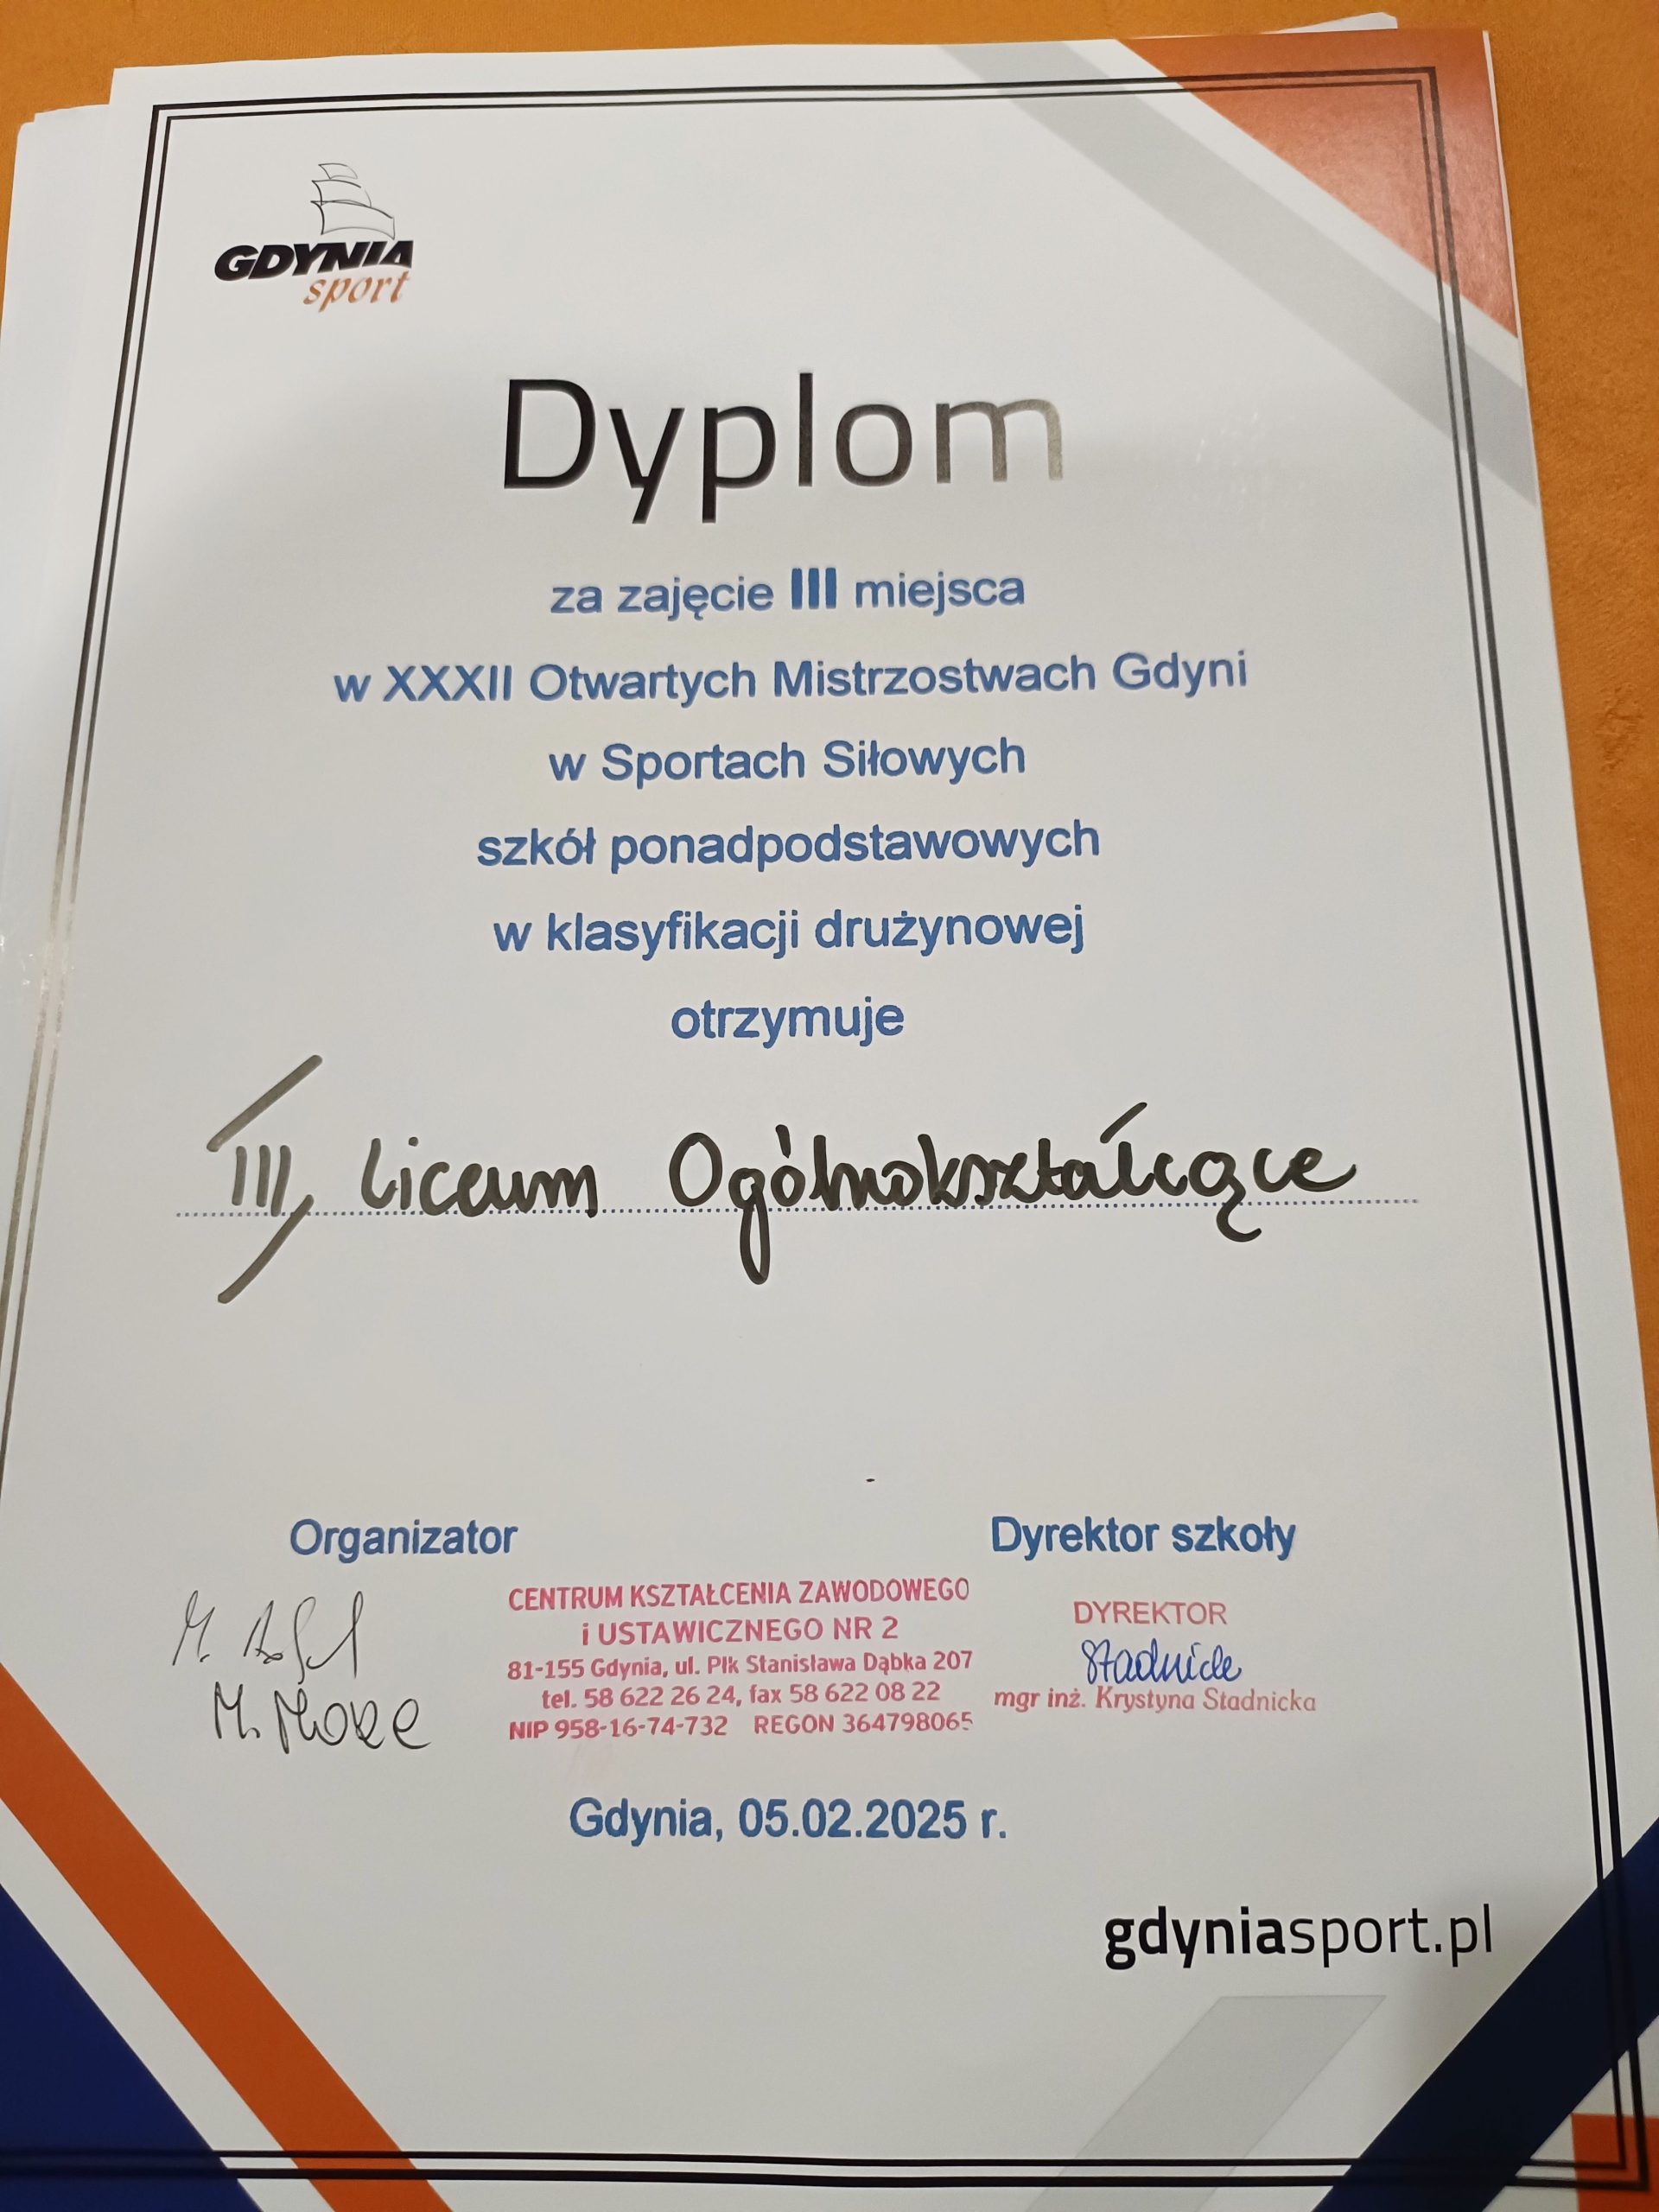 GDYNIA
sport
Dyplom
za zajęcie III miejsca
w XXXII Otwartych Mistrzostwach Gdyni
w Sportach Siłowych
szkół ponadpodstawowych
w klasyfikacji drużynowej
otrzymuje
III Liceum Ogólnokształcące
Organizator
Dyrektor szkoły
CENTRUM KSZTAŁCENIA ZAWODOWEGO
i USTAWICZNEGO NR 2
81-155 Gdynia, ul. Płk Stanisława Dąbka 207
tel. 58 622 26 24, fax 58 622 08 22
NIP 958-16-74-732 REGON 364798065
DYREKTOR
mgr inż. Krystyna Stadnicka
Gdynia, 05.02.2025 r.
gdyniasport.pl